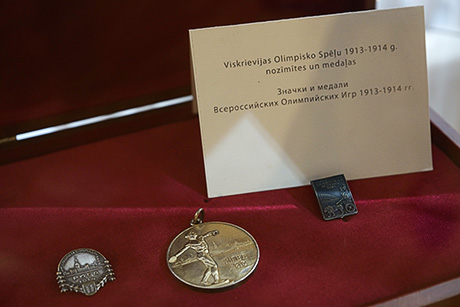 Viskrievijas Olimpisko Spēļu 1913-1914 g.
nozīmītes un medaļas
Значки и медали
Всероссийских Олимпийских Игр 1913-1914 гг.